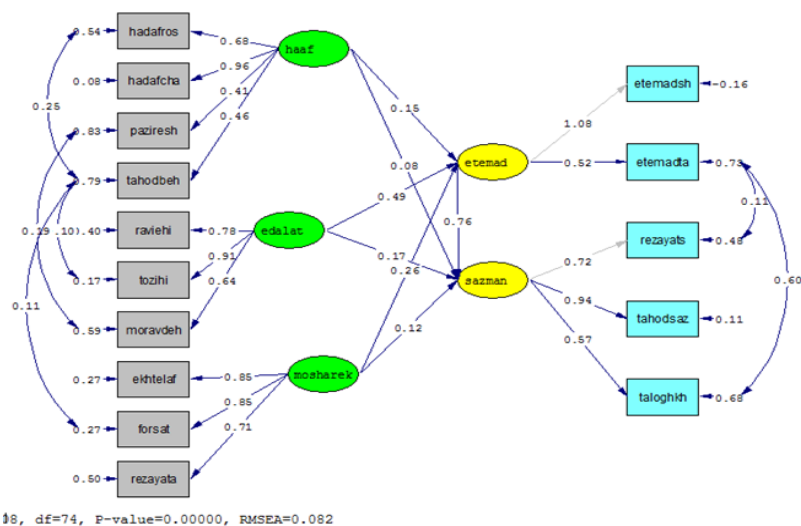 0.54 hadafros 0.68 haaf
0.08 hadafcha 0.96 etemadsh -0.16
0.25 0.41 0.15 1.08
0.83 paziresh 0.46
etemad 0.52 etemadta 0.73
0.79 tahodbeh 0.08
0.49 0.11
0.19 .10 0.40 raviehi 0.78 edalat 0.76 rezayats 0.48
0.91 0.17 0.72
0.17 tozihi 0.64 0.26 sazman 0.60
0.11 0.94
0.59 moravdeh 0.12 0.57 tahodsaz 0.11
0.27 ekhtelaf 0.85 mosharek
0.85 taloghkh 0.68
0.27 forsat 0.71
0.50 rezayata
df=74, P-value=0.00000, RMSEA=0.082